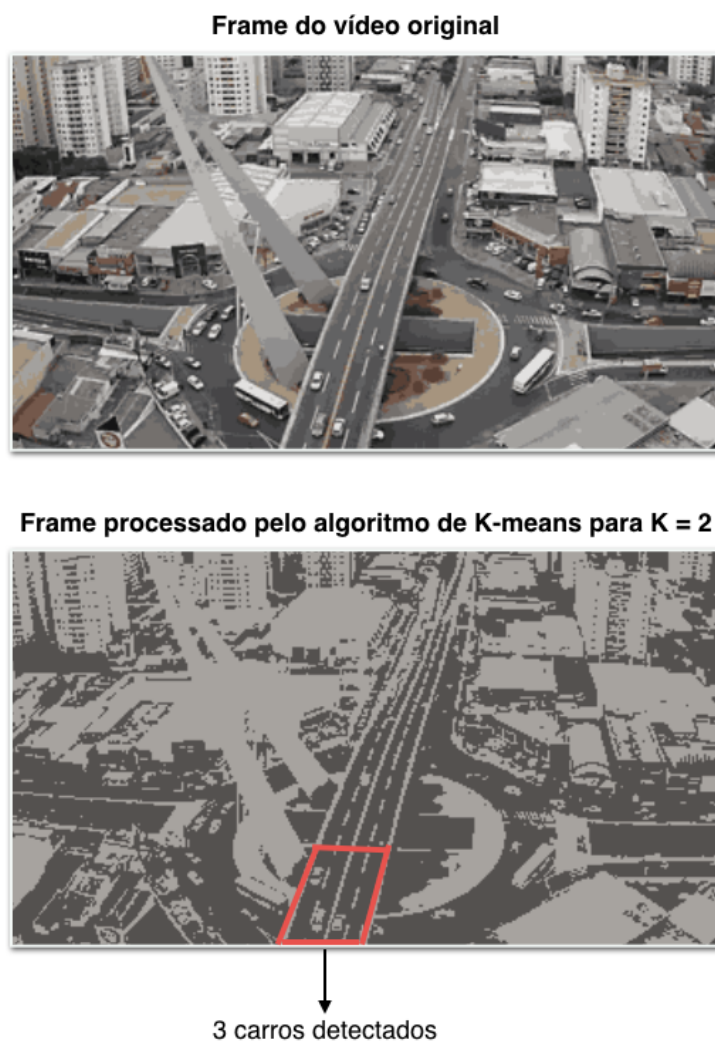 Frame do vídeo original
Frame processado pelo algoritmo de K-means para K = 2
3 carros detectados